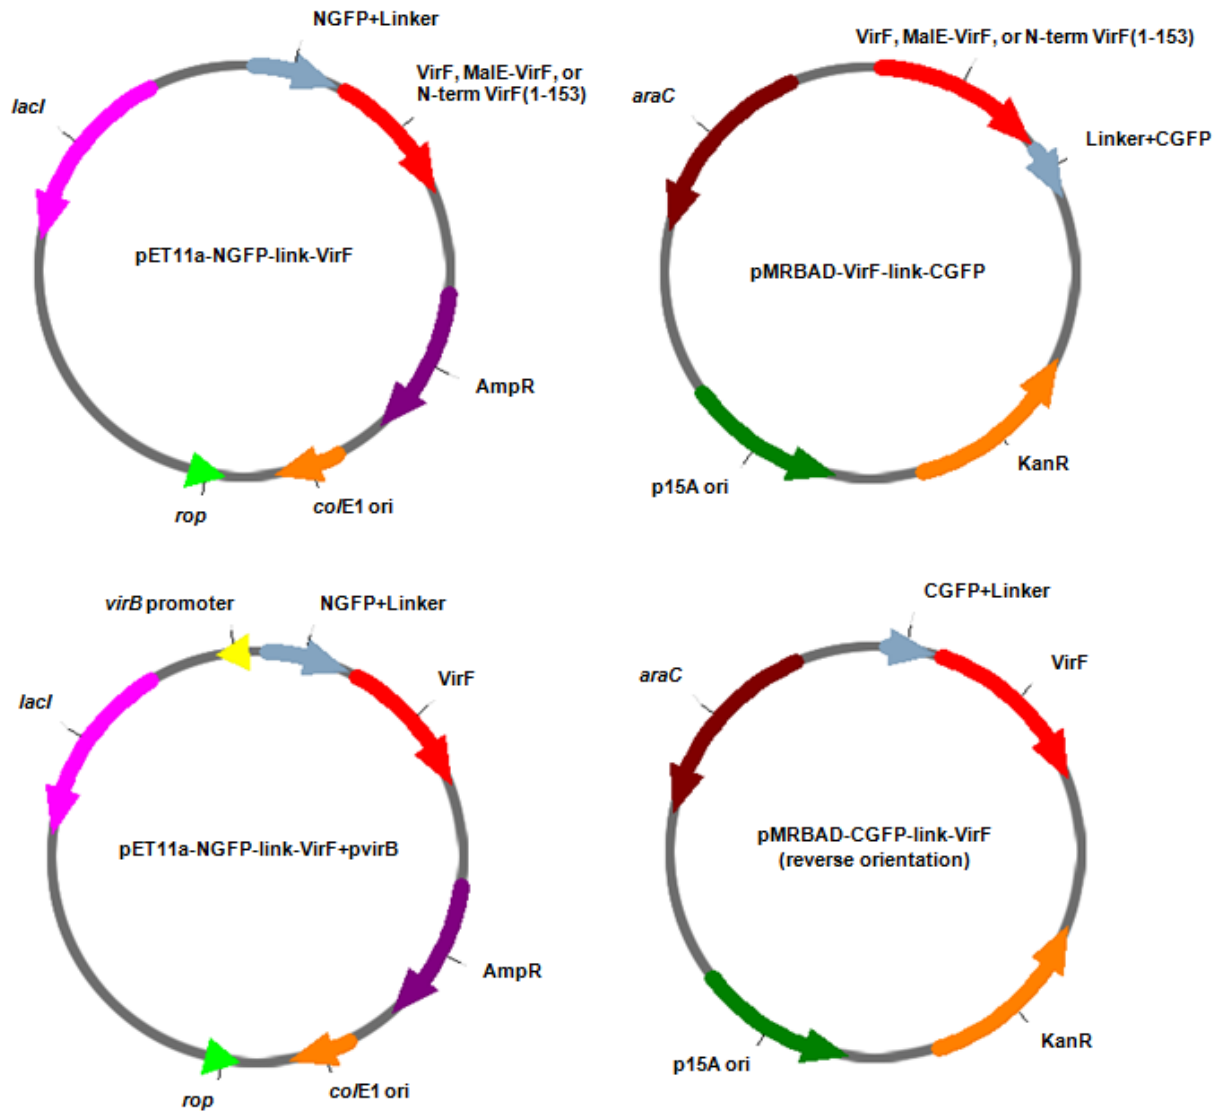 NGFP+Linker
VirF, MalE-VirF, or
N-term VirF(1-153)
lacI
pET11a-NGFP-link-VirF
AmpR
colE1 ori
rop
VirF, MalE-VirF, or N-term VirF(1-153)
araC
Linker+CGFP
pMRBAD-VirF-link-CGFP
KanR
p15A ori
virB promoter
NGFP+Linker
VirF
lacI
pET11a-NGFP-link-VirF+pvirB
AmpR
colE1 ori
rop
CGFP+Linker
VirF
araC
pMRBAD-CGFP-link-VirF
(reverse orientation)
KanR
p15A ori